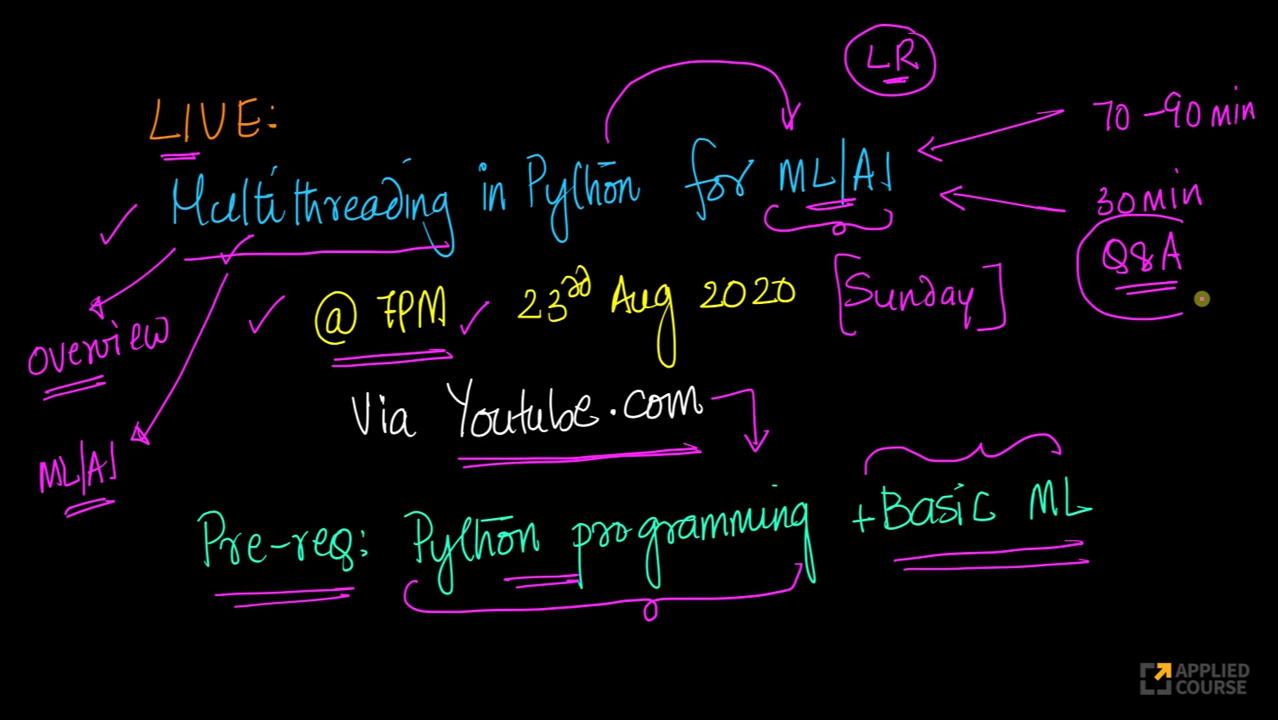 LR
LIVE:
70-90 min
Multithreading in Python for ML/AI
30 min
Q&A
@ 7PM 23rd Aug 2020 [Sunday]
overview
Via Youtube.com
ML/AI
Pre-req: Python programming + Basic ML
APPLIED
COURSE